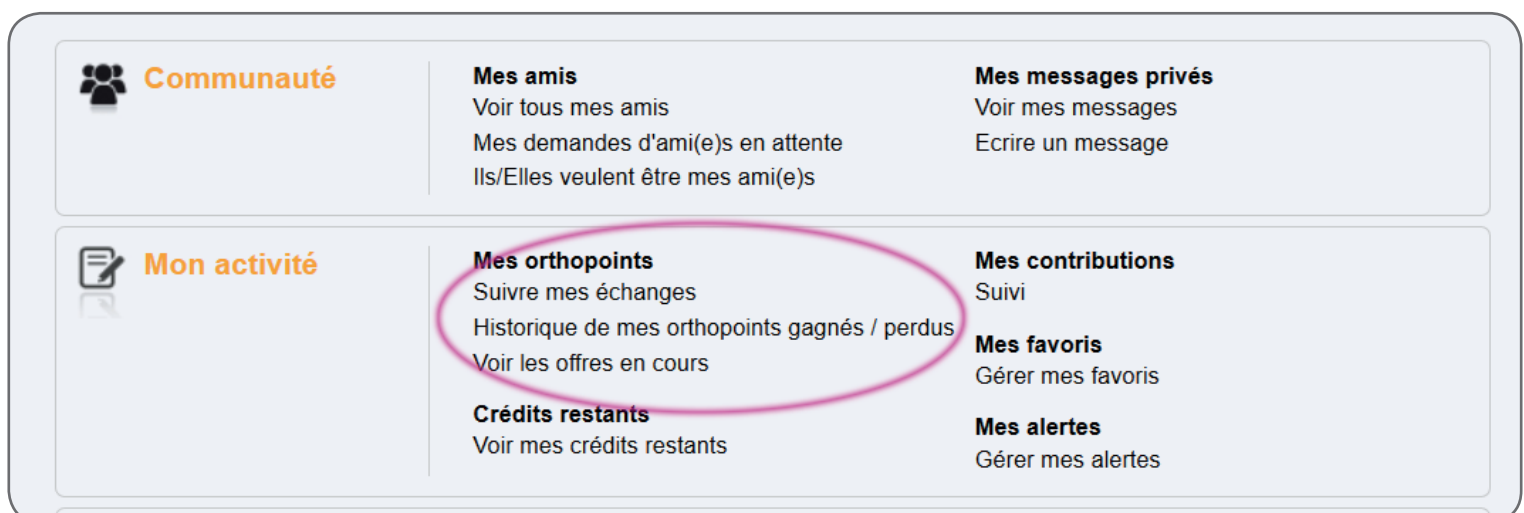 Communauté
Mes amis
Voir tous mes amis
Mes demandes d'ami(e)s en attente
Ils/Elles veulent être mes ami(e)s
Mes messages privés
Voir mes messages
Ecrire un message
Mon activité
Mes orthopoints
Suivre mes échanges
Historique de mes orthopoints gagnés / perdus
Voir les offres en cours
Crédits restants
Voir mes crédits restants
Mes contributions
Suivi
Mes favoris
Gérer mes favoris
Mes alertes
Gérer mes alertes